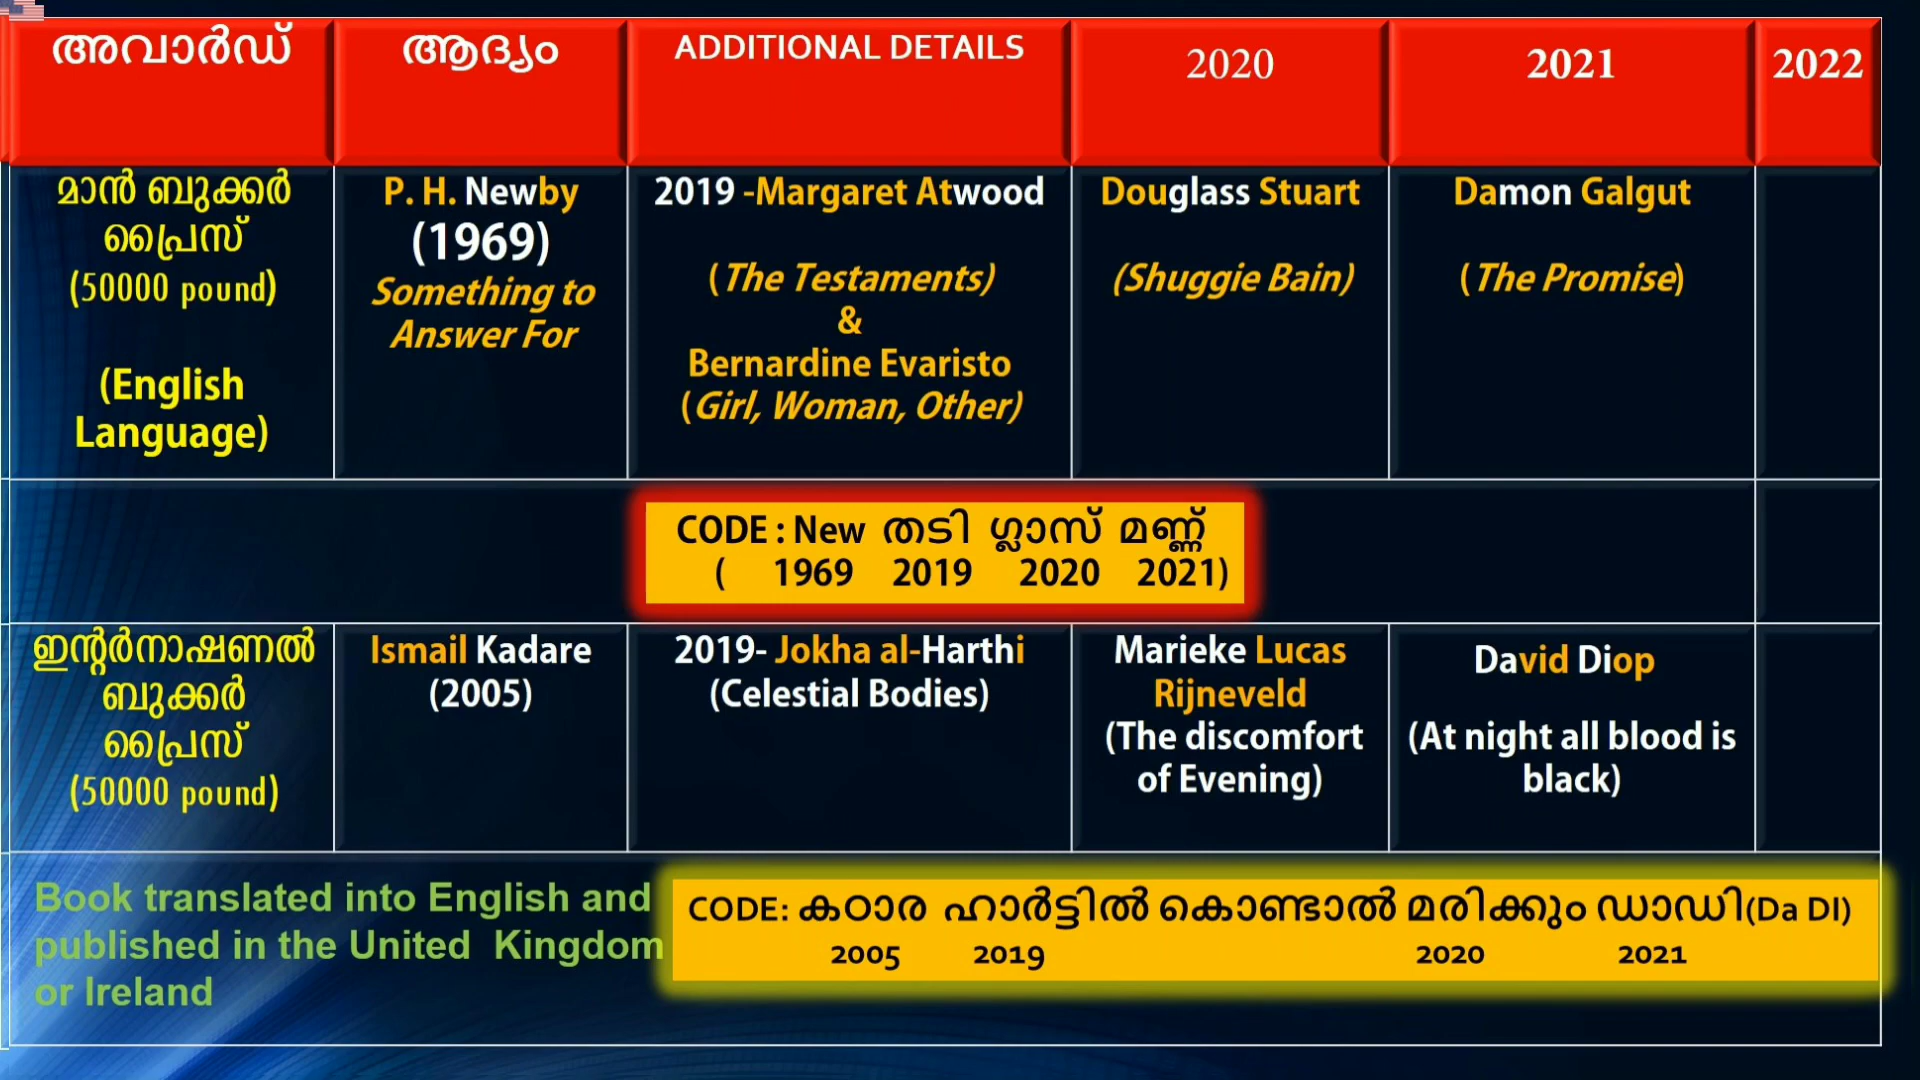 അവാർഡ്
ആദ്യം
ADDITIONAL DETAILS
2020
2021
2022
മാൻ ബുക്കർ
പ്രൈസ്
(50000 pound)
(English
Language)
P. H. Newby
(1969)
Something to
Answer For
2019 -Margaret Atwood
(The Testaments)
&
Bernardine Evaristo
(Girl, Woman, Other)
Douglass Stuart
(Shuggie Bain)
Damon Galgut
(The Promise)
CODE : New തടി ഗ്ലാസ് മണ്ണ്
( 1969 2019 2020 2021)
ഇന്റർനാഷണൽ
ബുക്കർ
പ്രൈസ്
(50000 pound)
Ismail Kadare
(2005)
2019- Jokha al-Harthi
(Celestial Bodies)
Marieke Lucas
Rijneveld
(The discomfort
of Evening)
David Diop
(At night all blood is
black)
Book translated into English and
published in the United Kingdom
or Ireland
CODE: കഠാര ഹാർട്ടിൽ കൊണ്ടാൽ മരിക്കും ഡാഡി(Da DI)
2005 2019 2020 2021